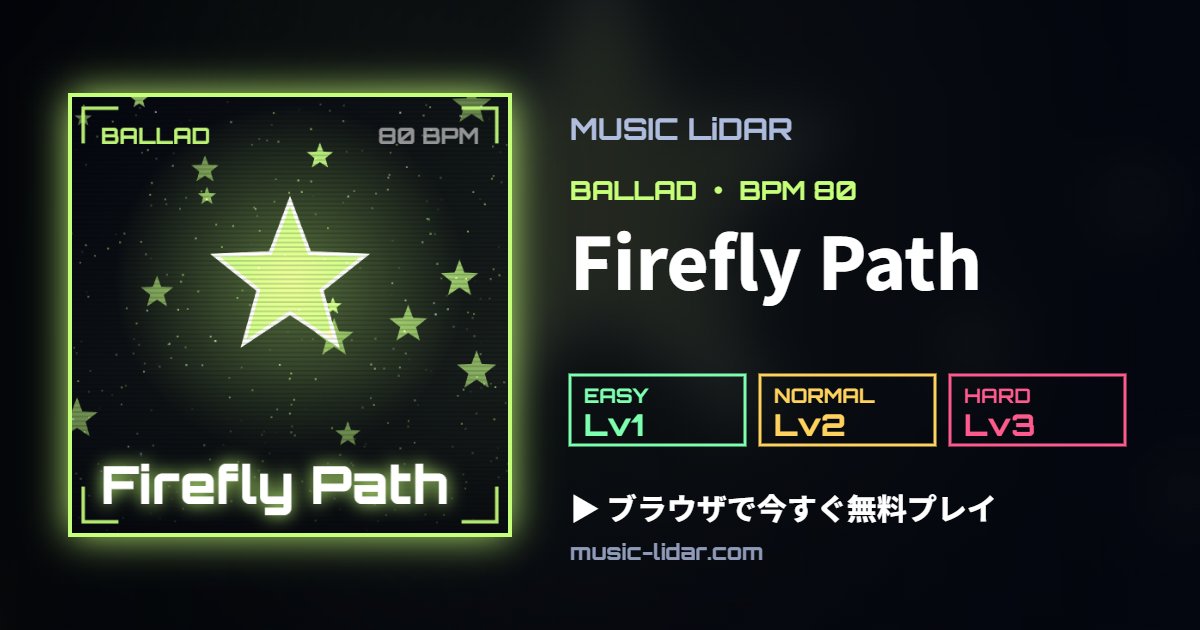 BALLAD 80 BPM
Firefly Path
MUSIC LiDAR
BALLAD • BPM 80
Firefly Path
EASY NORMAL HARD
Lv1 Lv2 Lv3
▶ ブラウザで今すぐ無料プレイ
music-lidar.com